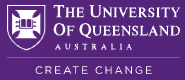 THE UNIVERSITY
OF QUEENSLAND
AUSTRALIA
CREATE CHANGE